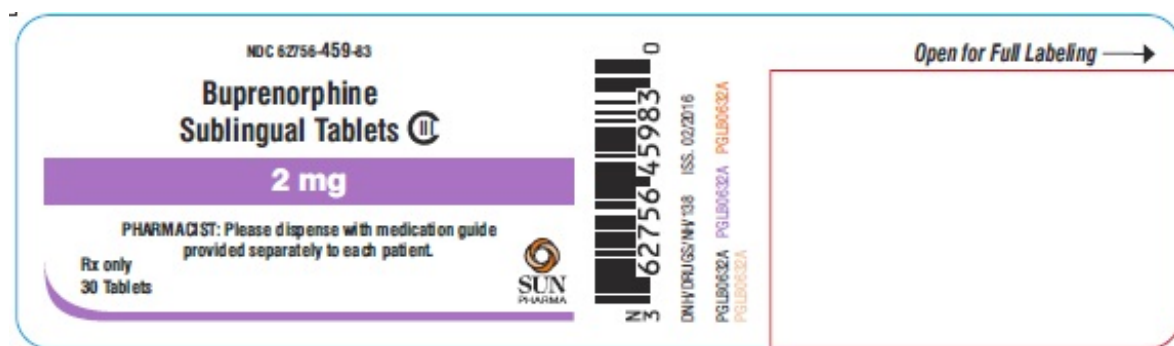 NDC 62756-459-83
Buprenorphine
Sublingual Tablets CIII
2 mg
PHARMACIST: Please dispense with medication guide
provided separately to each patient.
Rx only
30 Tablets
SUN
PHARMA
N
3 62756 45983 0
DNH/DRUGS/NH/138 ISS. 02/2016
PGLB0632A PGLB0632A PGLB0632A
PGLB0632A
Open for Full Labeling